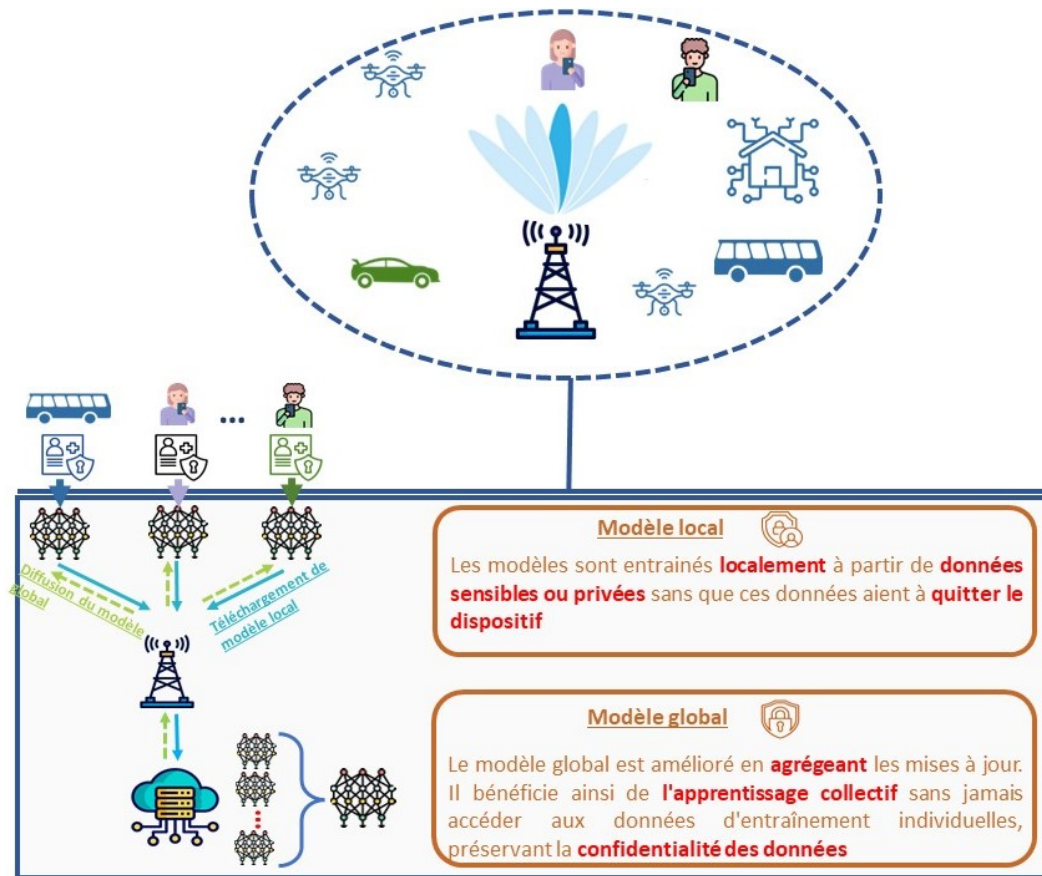 ...
Diffusion du modèle
global
Téléchargement de
modèle local
Modèle local
Les modèles sont entrainés localement à partir de données
sensibles ou privées sans que ces données aient à quitter le
dispositif
Modèle global
Le modèle global est amélioré en agrégeant les mises à jour.
Il bénéficie ainsi de l'apprentissage collectif sans jamais
accéder aux données d'entraînement individuelles,
préservant la confidentialité des données